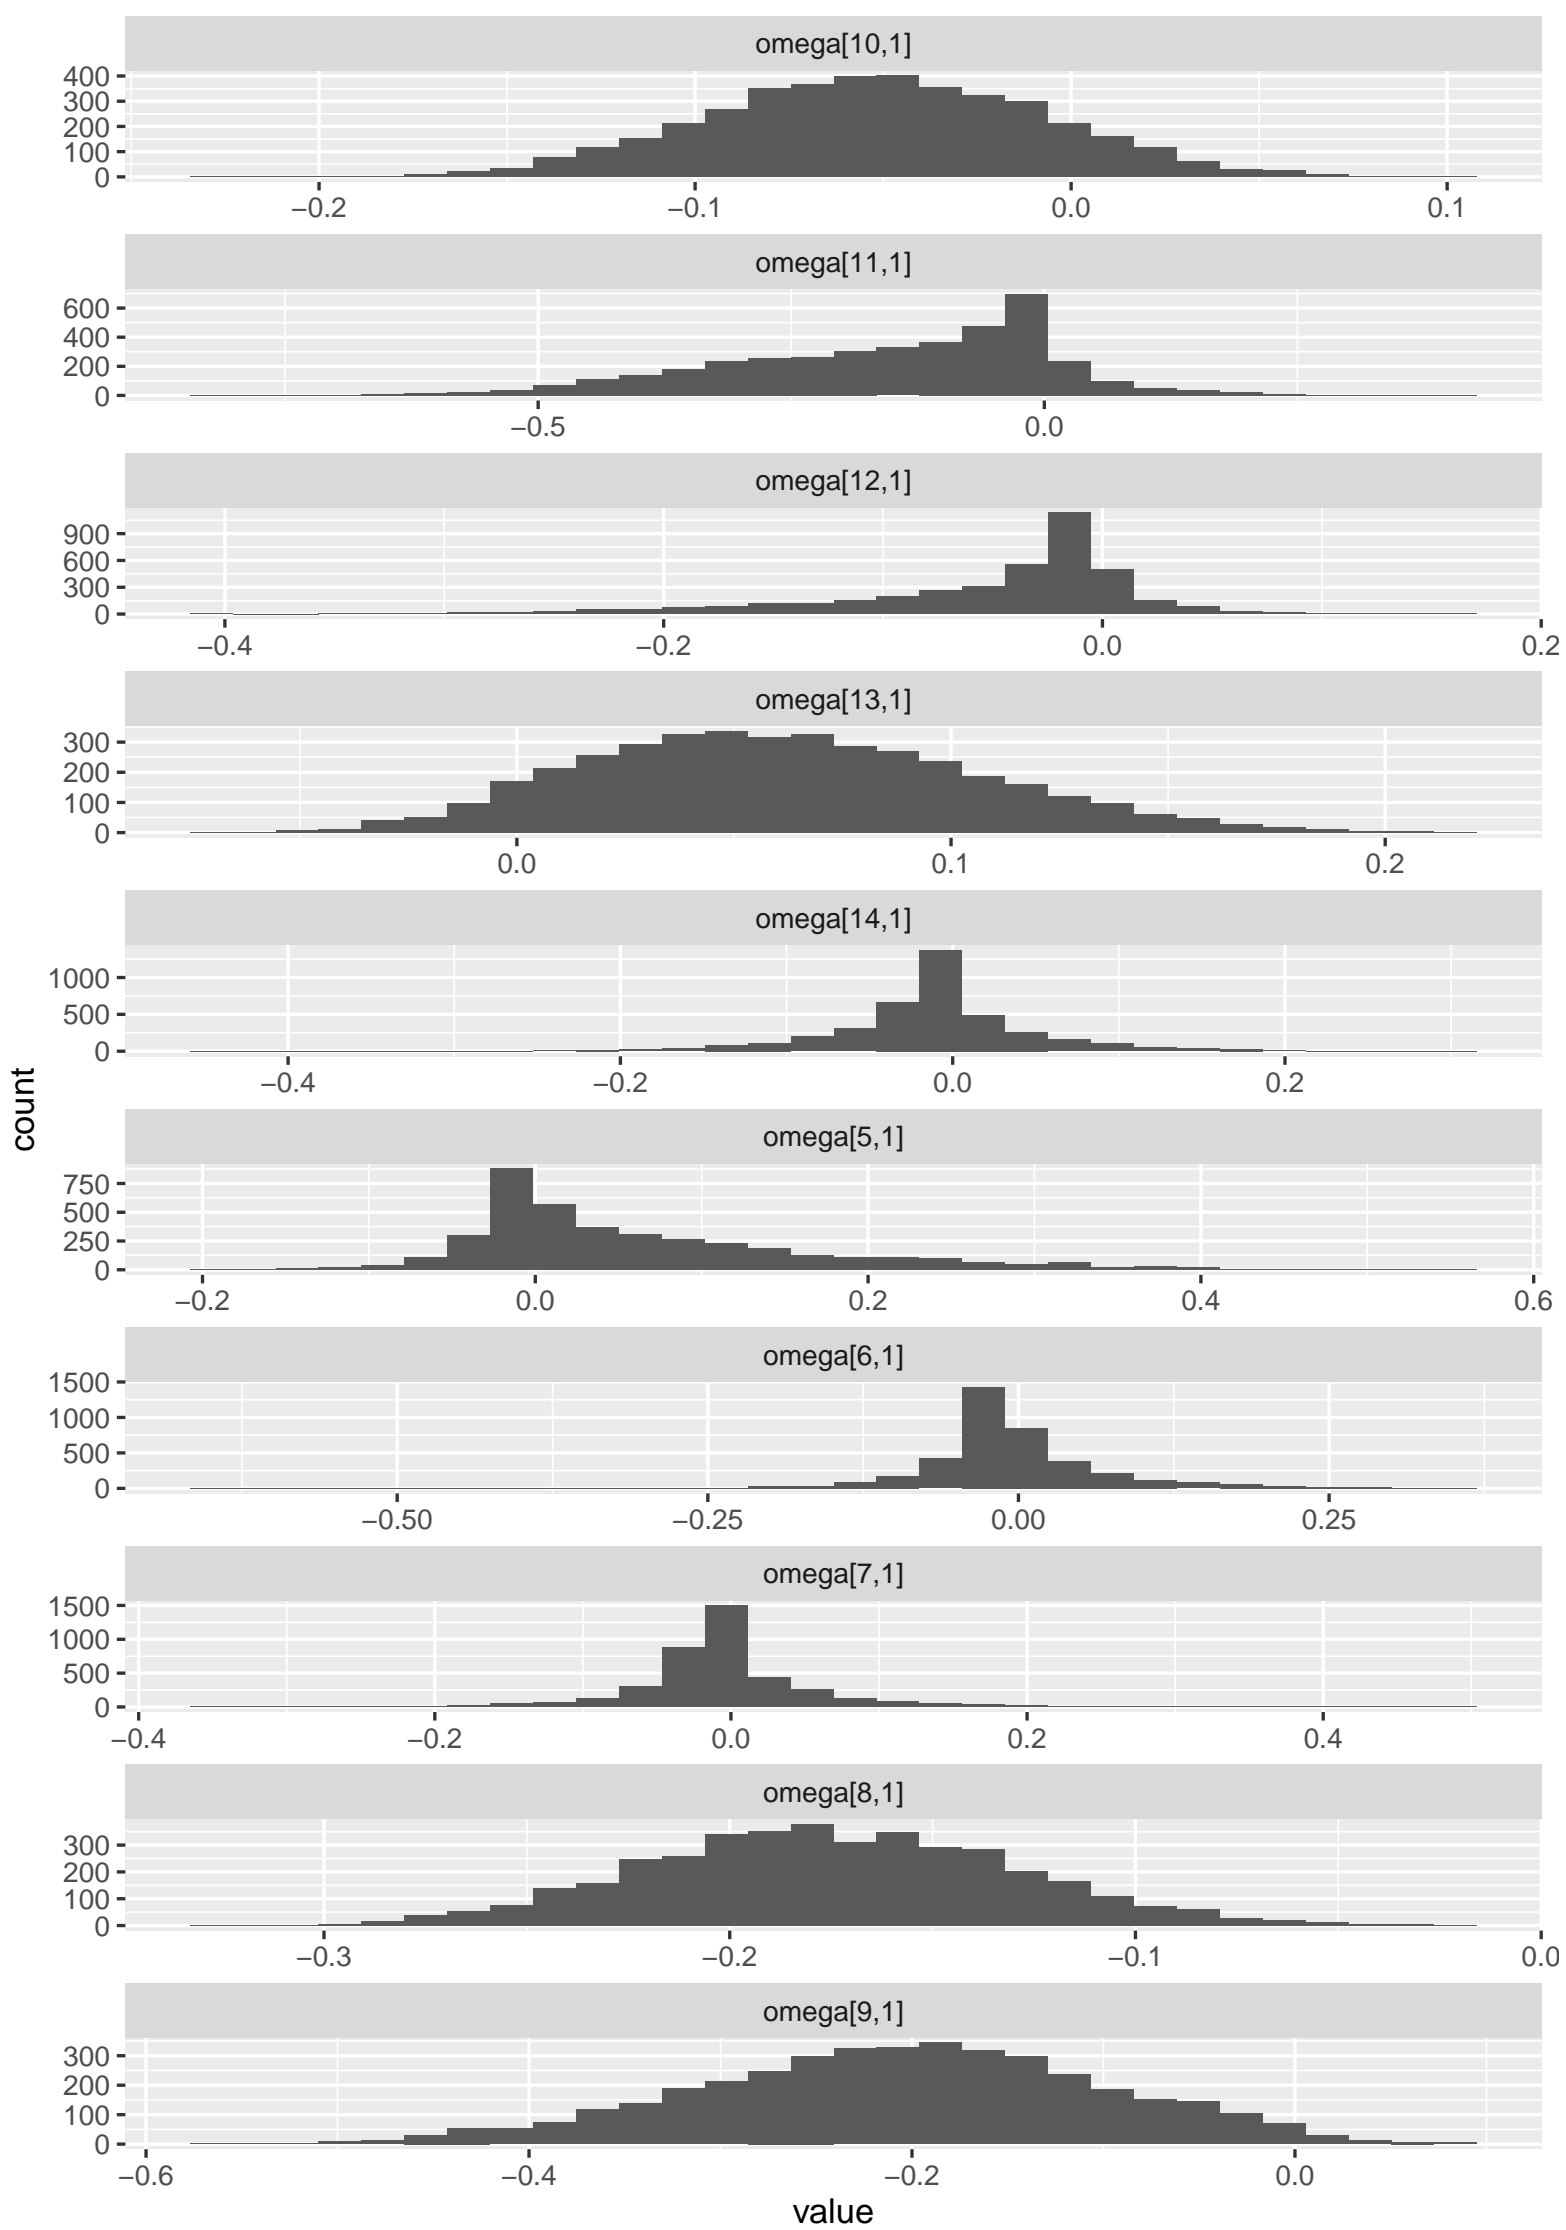 omega[10,1]
400
300
200
100
0
−0.2 −0.1 0.0 0.1
omega[11,1]
600
400
200
0
−0.5 0.0
omega[12,1]
900
600
300
0
−0.4 −0.2 0.0 0.2
omega[13,1]
300
200
100
0
0.0 0.1 0.2
omega[14,1]
1000
500
0
−0.4 −0.2 0.0 0.2
count
omega[5,1]
750
500
250
0
−0.2 0.0 0.2 0.4 0.6
omega[6,1]
1500
1000
500
0
−0.50 −0.25 0.00 0.25
omega[7,1]
1500
1000
500
0
−0.4 −0.2 0.0 0.2 0.4
omega[8,1]
300
200
100
0
−0.3 −0.2 −0.1 0.0
omega[9,1]
300
200
100
0
−0.6 −0.4 −0.2 0.0
value